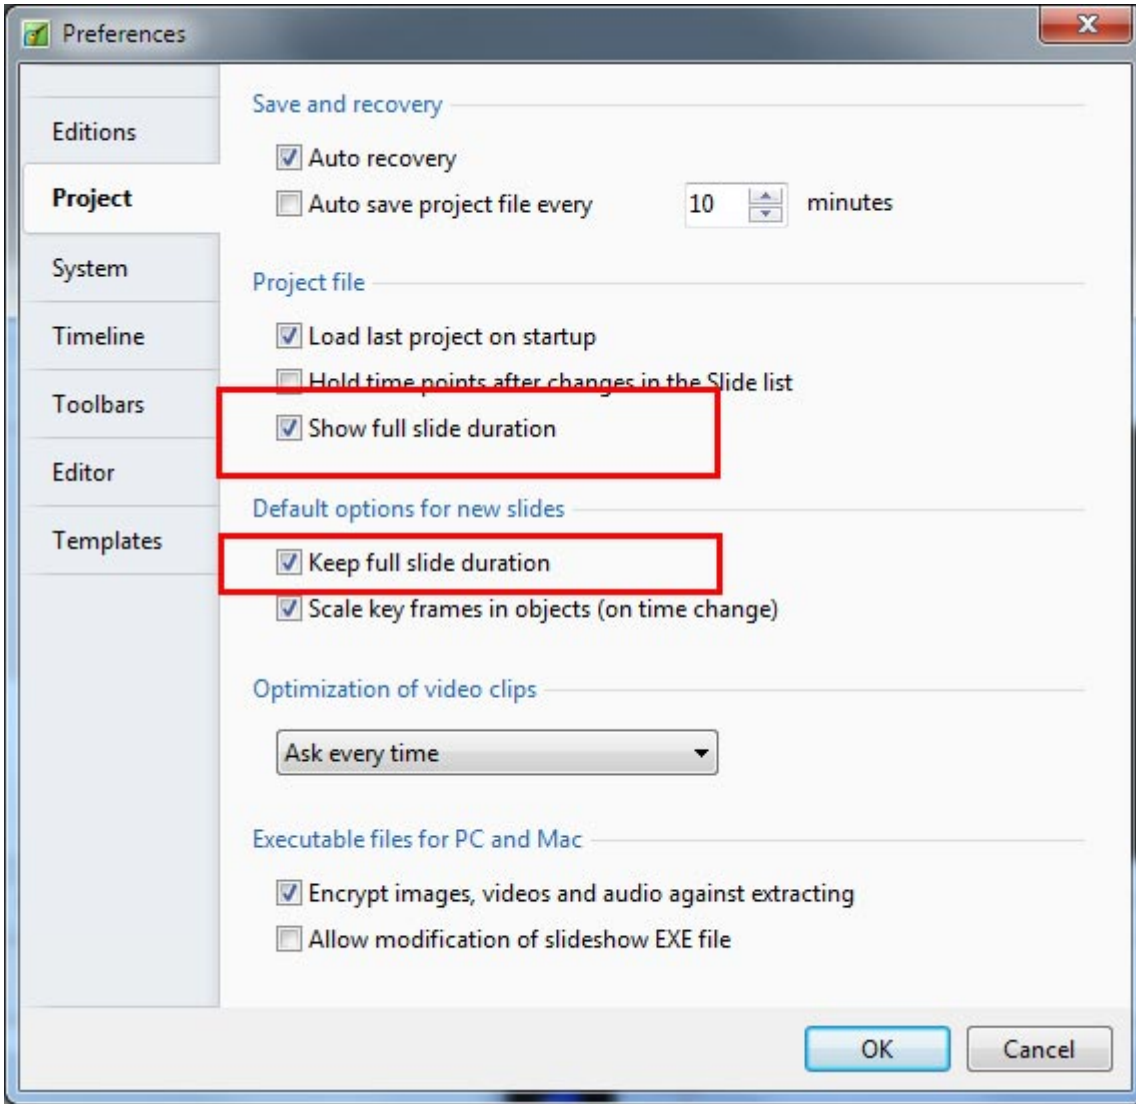 Preferences
Editions
Project
System
Timeline
Toolbars
Editor
Templates
Save and recovery
Auto recovery
Auto save project file every 10 minutes
Project file
Load last project on startup
Hold time points after changes in the Slide list
Show full slide duration
Default options for new slides
Keep full slide duration
Scale key frames in objects (on time change)
Optimization of video clips
Ask every time
Executable files for PC and Mac
Encrypt images, videos and audio against extracting
Allow modification of slideshow EXE file
OK Cancel